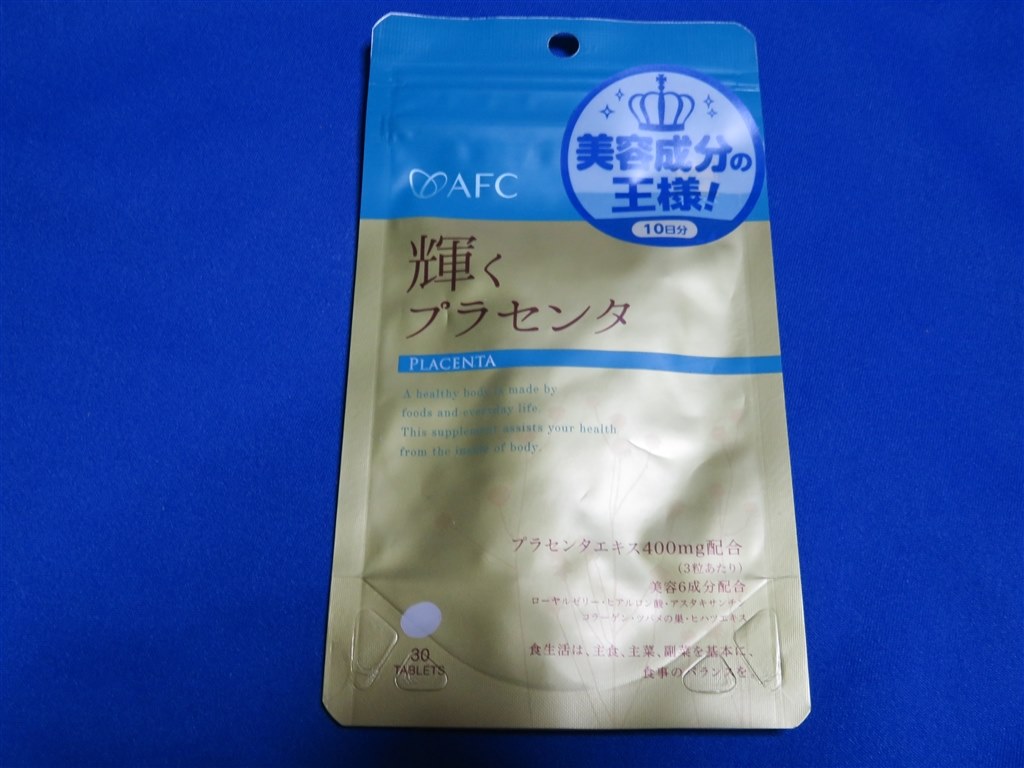 美容成分の
王様!
10日分
AFC
輝く
プラセンタ
PLACENTA
A healthy body is made by
foods and everyday life.
This supplement assists your health
from the inside of body.
プラセンタエキス400mg配合
(3粒あたり)
美容6成分配合
ローヤルゼリー・ヒアルロン酸・アスタキサンチン
コラーゲン・ツバメの巣・ヒハツエキス
食生活は、主食、主菜、副菜を基本に、
食事のバランスを。
30
TABLETS